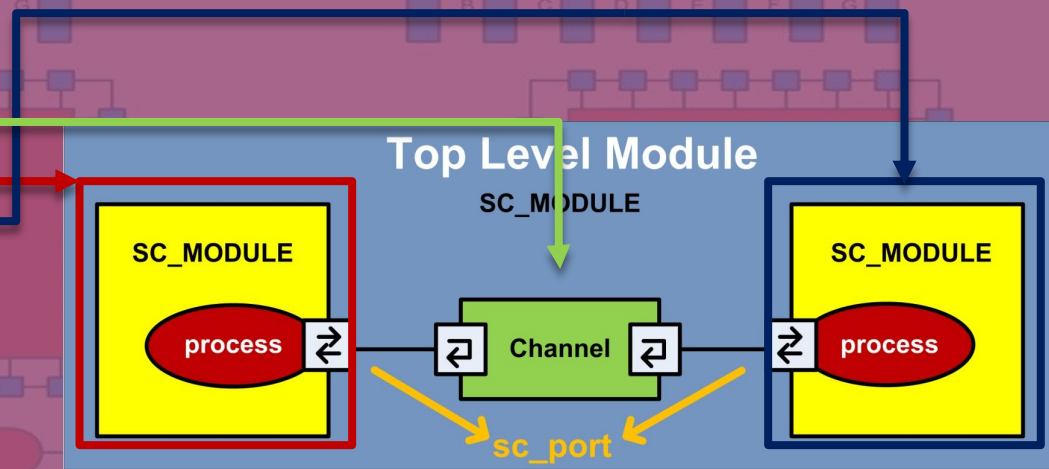 G B C D E F G
Top Level Module
SC_MODULE
SC_MODULE
SC_MODULE
process
Channel
process
sc_port